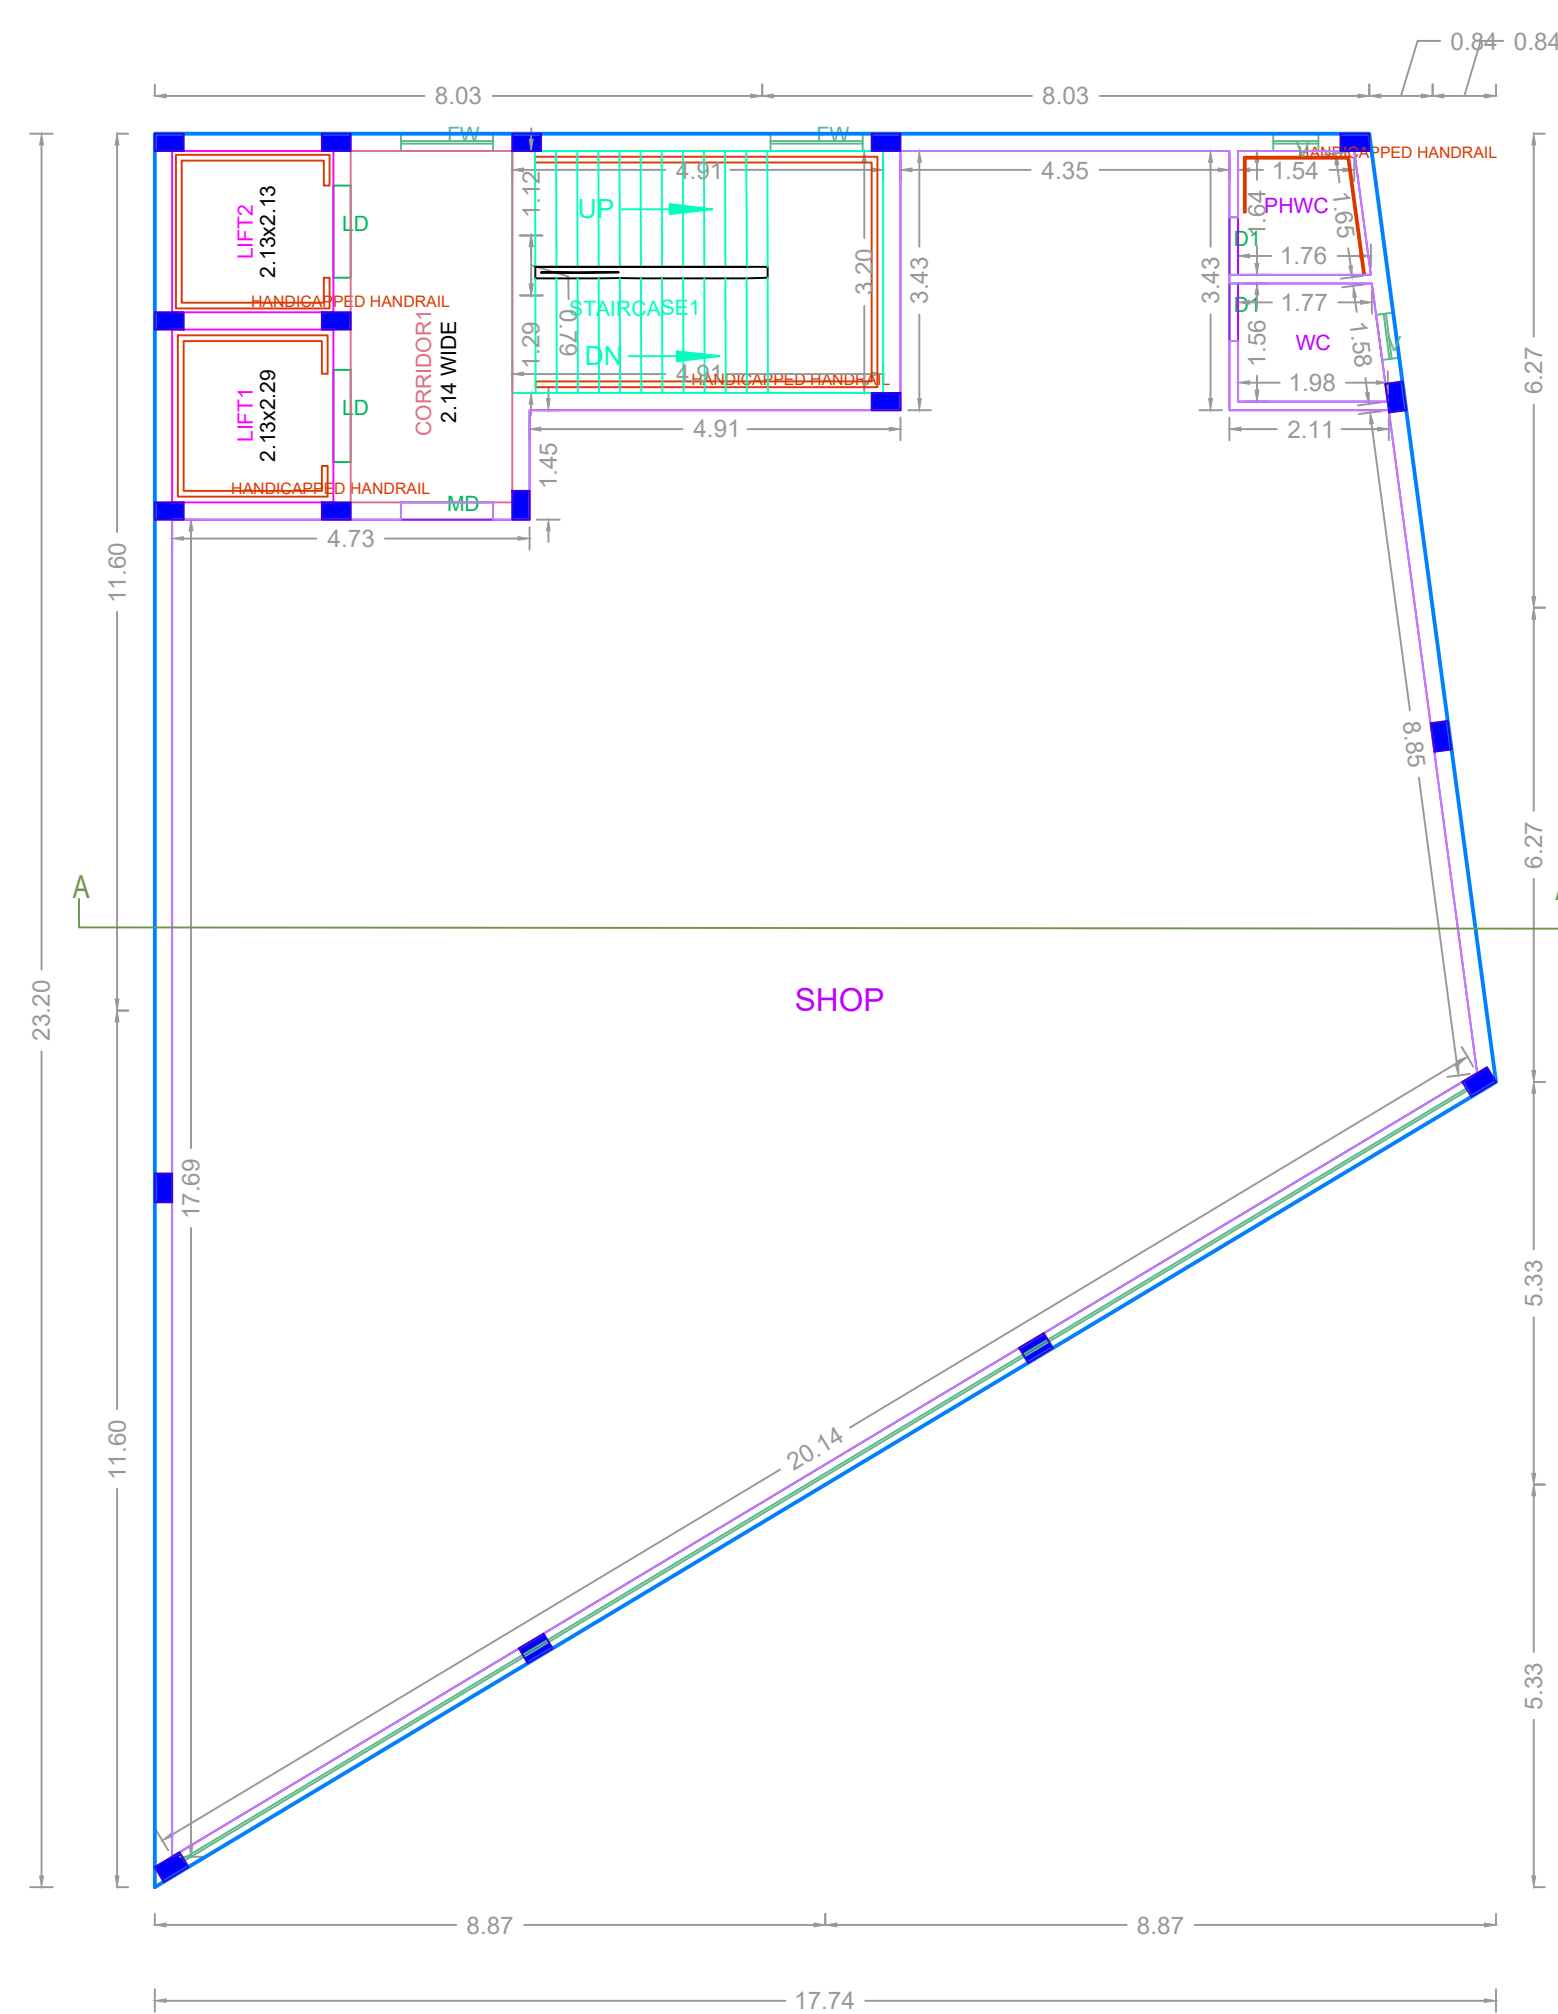 0.84
0.84
8.03
8.03
FW
FW
V
HANDICAPPED HANDRAIL
4.91
4.35
1.54
1.12
UP
PHWC
1.64
1.65
LIFT2
2.13x2.13
LD
D1
1.76
3.20
3.43
3.43
HANDICAPPED HANDRAIL
STAIRCASE1
D1
1.77
0.79
1.29
DN
1.56
WC
1.58
V
CORRIDOR1
2.14 WIDE
4.91
HANDICAPPED HANDRAIL
1.98
6.27
LIFT1
2.13x2.29
LD
4.91
2.11
1.45
HANDICAPPED HANDRAIL
MD
4.73
11.60
8.85
6.27
A
23.20
SHOP
17.69
5.33
20.14
11.60
5.33
8.87
8.87
17.74